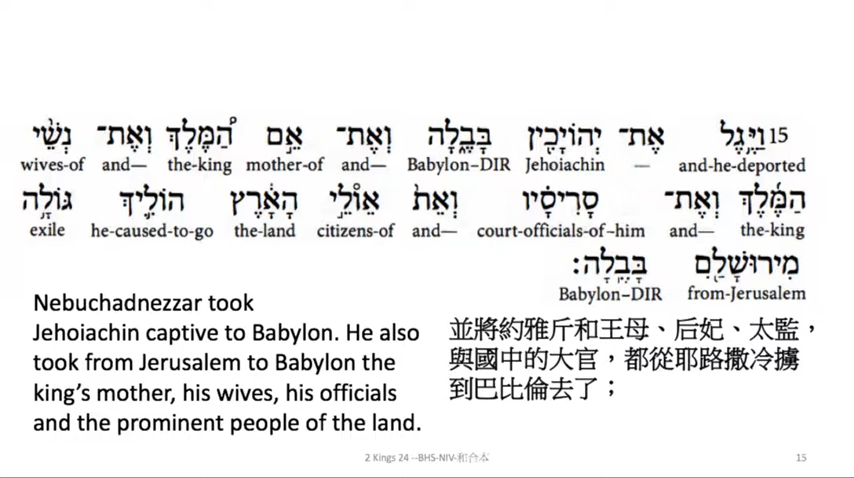 15 וַיֶּגֶל אֶת־ יְהוֹיָכִין בָּבֶלָה וְאֶת־ אֵם הַמֶּלֶךְ וְאֶת־ נְשֵׁי
and-he-deported — Jehoiachin Babylon–DIR and— mother-of the-king and— wives-of
הַמֶּלֶךְ וְאֶת־ סָרִיסָיו וְאֵת אוּלֵי הָאָרֶץ הוֹלִיךְ גּוֹלָה
the-king and— court-officials-of–him and— citizens-of the-land he-caused-to-go exile
מִירוּשָׁלַ‍ִם בָּבֶלָה׃
from-Jerusalem Babylon–DIR
Nebuchadnezzar took
Jehoiachin captive to Babylon. He also
took from Jerusalem to Babylon the
king’s mother, his wives, his officials
and the prominent people of the land.
並將約雅斤和王母、后妃、太監，
與國中的大官，都從耶路撒冷擄
到巴比倫去了；
2 Kings 24 --BHS-NIV-和合本
15